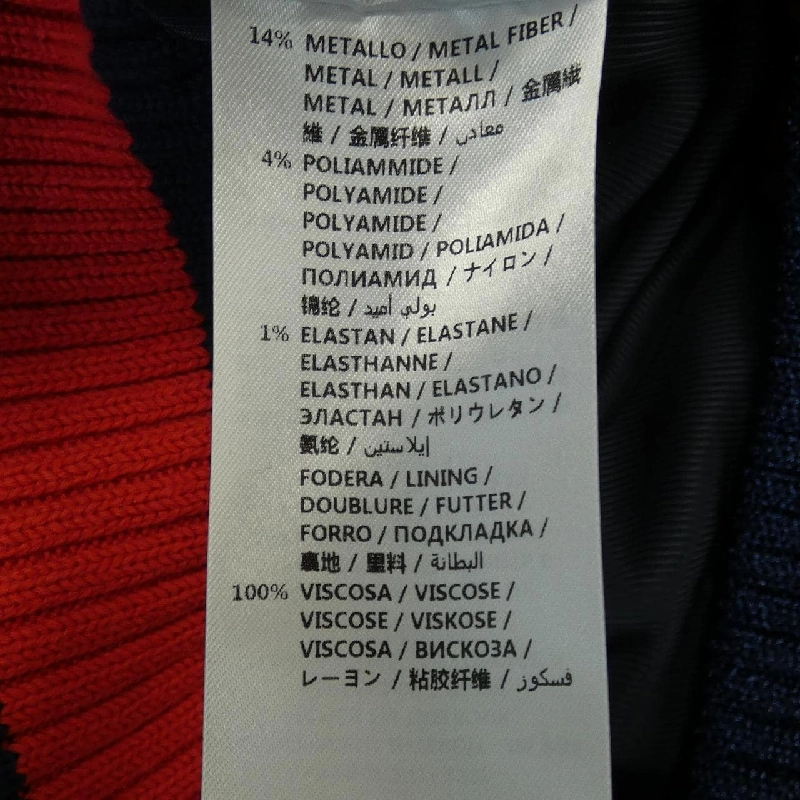 14% METALLO / METAL FIBER /
METAL / METALL /
METAL / МЕТАЛЛ / 金属繊
維 / 金属纤维 / معادن
4% POLIAMMIDE /
POLYAMIDE /
POLYAMIDE /
POLYAMID / POLIAMIDA /
ПОЛИАМИД / ナイロン /
锦纶 / بولي أميد
1% ELASTAN / ELASTANE /
ELASTHANNE /
ELASTHAN / ELASTANO /
ЭЛАСТАН / ポリウレタン /
氨纶 / إيلاستين
FODERA / LINING /
DOUBLURE / FUTTER /
FORRO / ПОДКЛАДКА /
裏地 / 里料 / البطانة
100% VISCOSA / VISCOSE /
VISCOSE / VISKOSE /
VISCOSA / ВИСКОЗА /
レーヨン / 粘胶纤维 / فسكوز